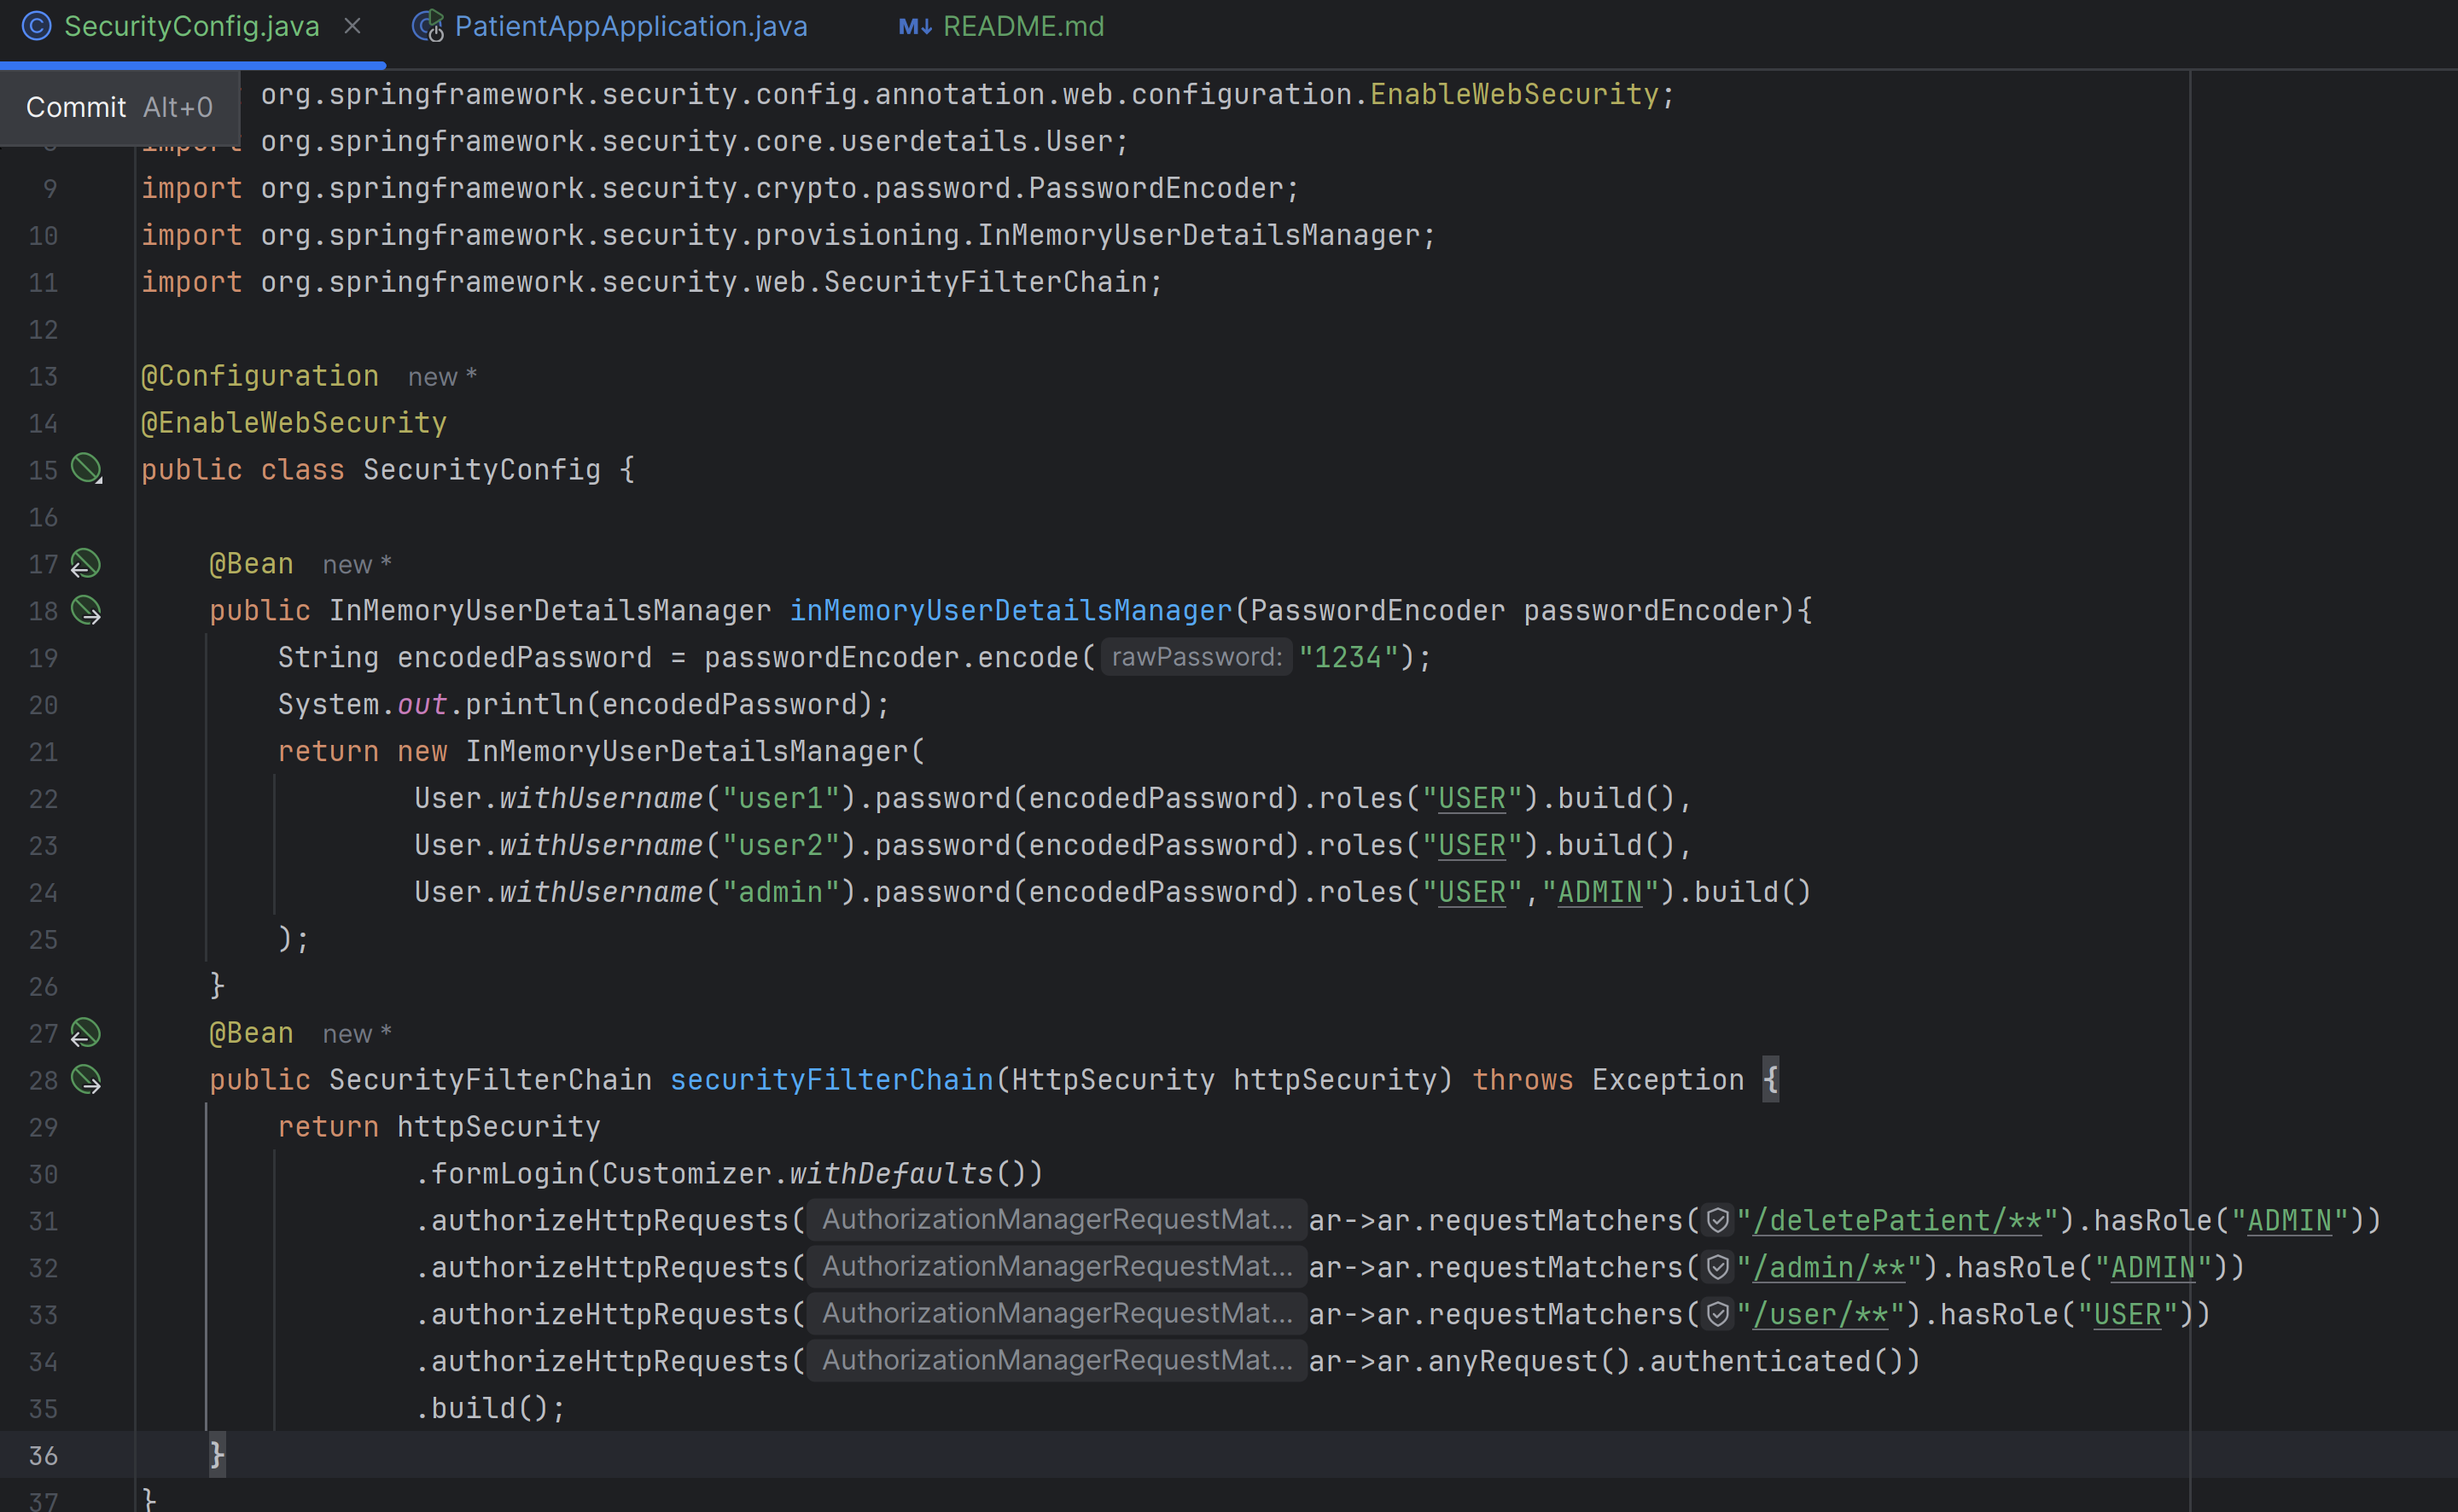 SecurityConfig.java × PatientAppApplication.java M↓ README.md
Commit Alt+0 org.springframework.security.config.annotation.web.configuration.EnableWebSecurity;
import org.springframework.security.core.userdetails.User;
9 import org.springframework.security.crypto.password.PasswordEncoder;
10 import org.springframework.security.provisioning.InMemoryUserDetailsManager;
11 import org.springframework.security.web.SecurityFilterChain;
12
13 @Configuration new *
14 @EnableWebSecurity
15 public class SecurityConfig {
16
17 @Bean new *
18 public InMemoryUserDetailsManager inMemoryUserDetailsManager(PasswordEncoder passwordEncoder){
19 String encodedPassword = passwordEncoder.encode( rawPassword: "1234");
20 System.out.println(encodedPassword);
21 return new InMemoryUserDetailsManager(
22 User.withUsername("user1").password(encodedPassword).roles("USER").build(),
23 User.withUsername("user2").password(encodedPassword).roles("USER").build(),
24 User.withUsername("admin").password(encodedPassword).roles("USER","ADMIN").build()
25 );
26 }
27 @Bean new *
28 public SecurityFilterChain securityFilterChain(HttpSecurity httpSecurity) throws Exception {
29 return httpSecurity
30 .formLogin(Customizer.withDefaults())
31 .authorizeHttpRequests( AuthorizationManagerRequestMat... ar->ar.requestMatchers("/deletePatient/**").hasRole("ADMIN"))
32 .authorizeHttpRequests( AuthorizationManagerRequestMat... ar->ar.requestMatchers("/admin/**").hasRole("ADMIN"))
33 .authorizeHttpRequests( AuthorizationManagerRequestMat... ar->ar.requestMatchers("/user/**").hasRole("USER"))
34 .authorizeHttpRequests( AuthorizationManagerRequestMat... ar->ar.anyRequest().authenticated())
35 .build();
36 }
37 }